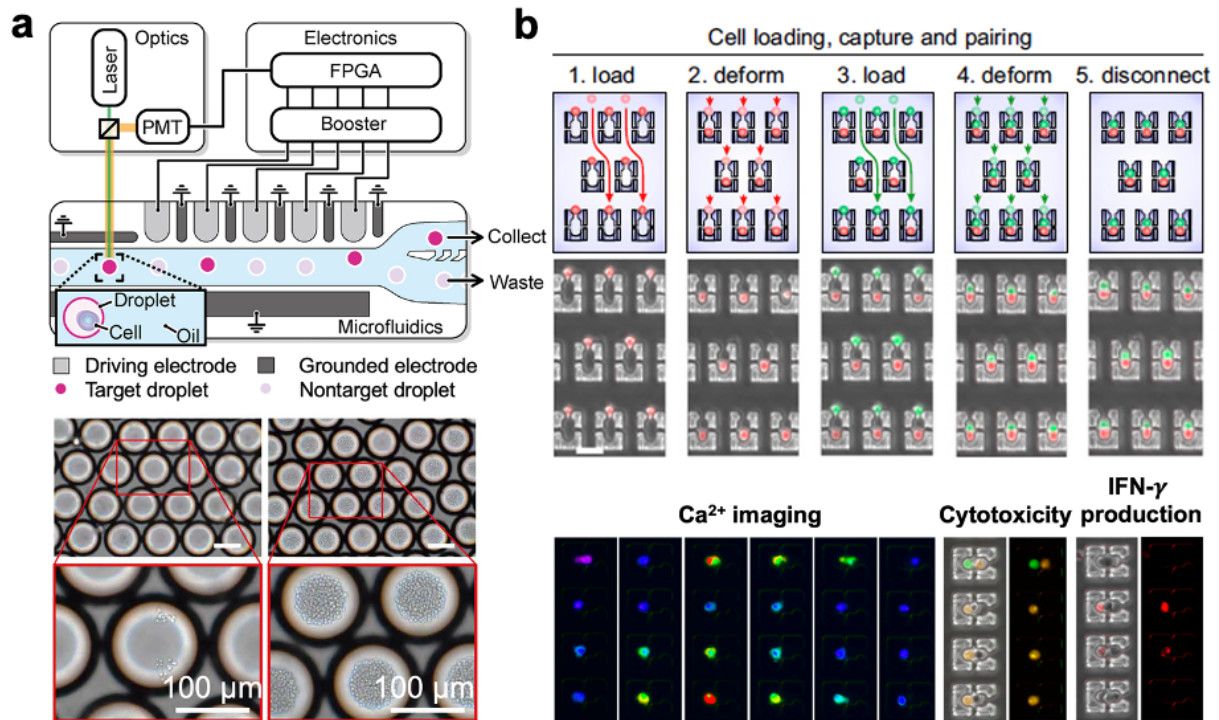 a
Optics
Electronics
Laser
PMT
FPGA
Booster
Collect
Waste
Droplet
Cell
Oil
Microfluidics
Driving electrode
Grounded electrode
Target droplet
Nontarget droplet
100 μm
100 μm
b
Cell loading, capture and pairing
1. load
2. deform
3. load
4. deform
5. disconnect
Ca²⁺ imaging
Cytotoxicity
IFN-γ
production